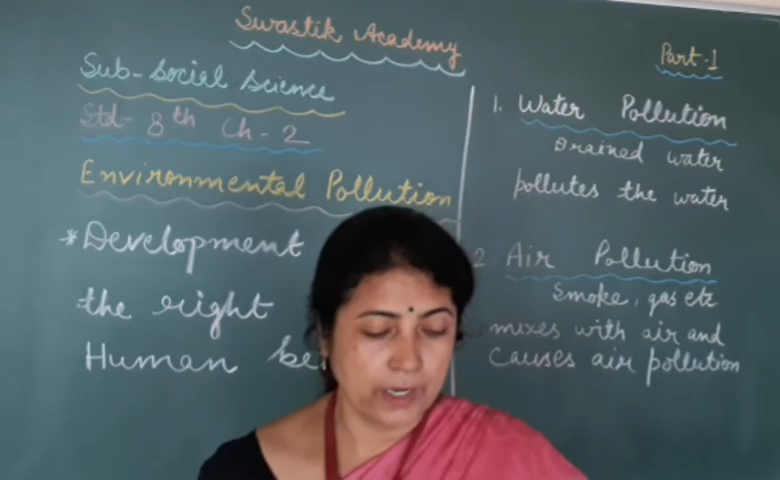 Swastik Academy
Sub- Social Science
Std- 8th Ch - 2
Environmental Pollution
*Development
the right
Human be
Part-1
1. Water Pollution
Drained water
pollutes the water
2. Air Pollution
Smoke, gas etc
mixes with air and
causes air pollution